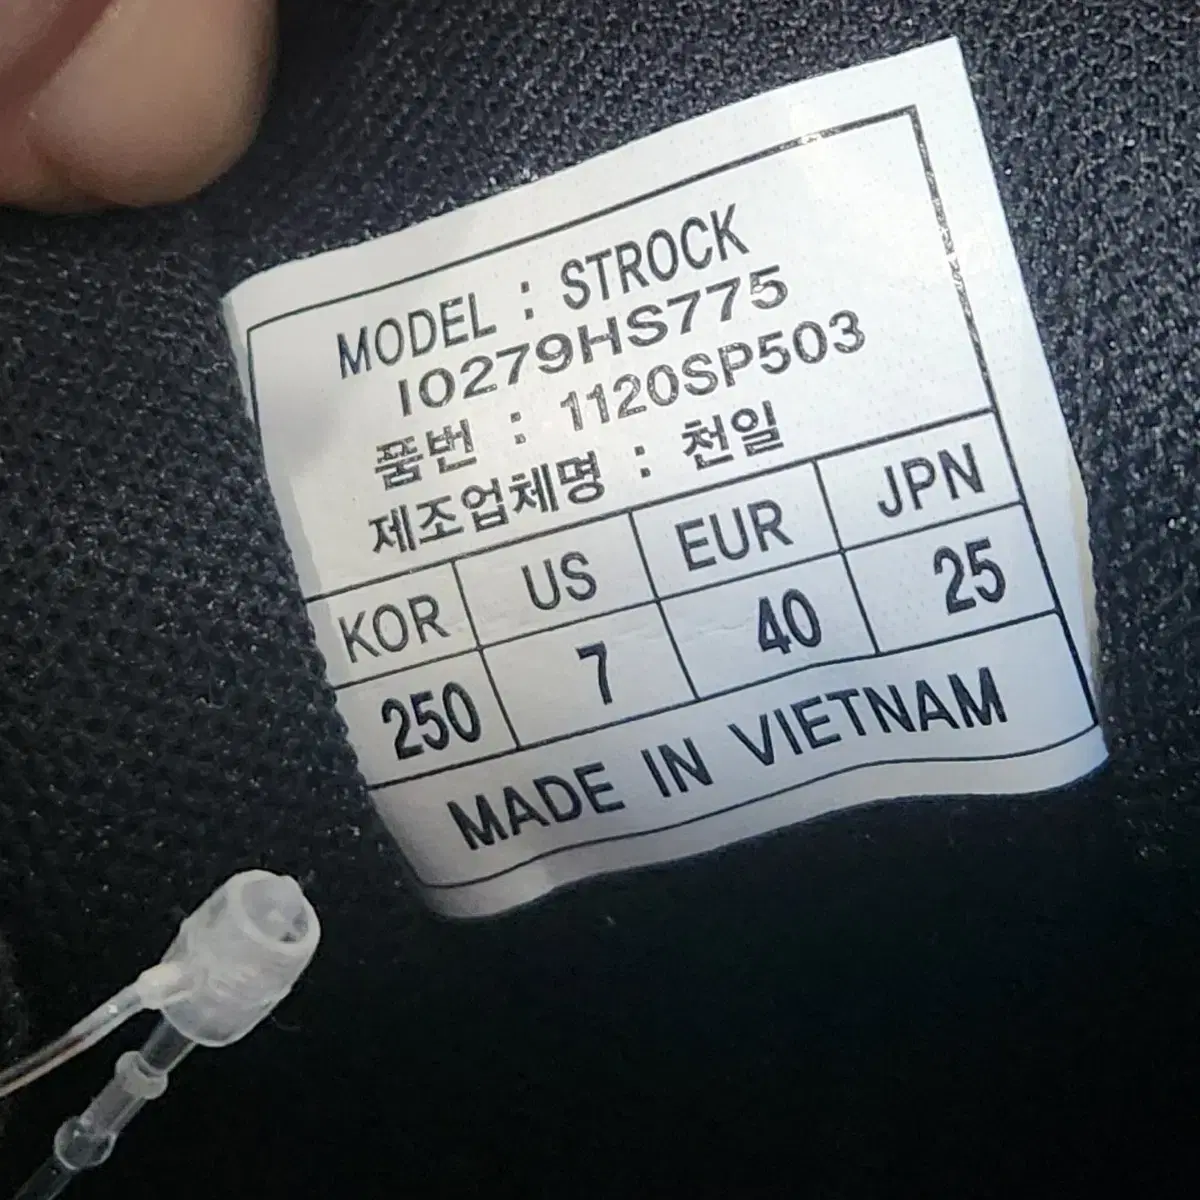 MODEL : STROCK
IO279HS775
품번 : 1120SP503
제조업체명 : 천일
KOR US EUR JPN
250 7 40 25
MADE IN VIETNAM